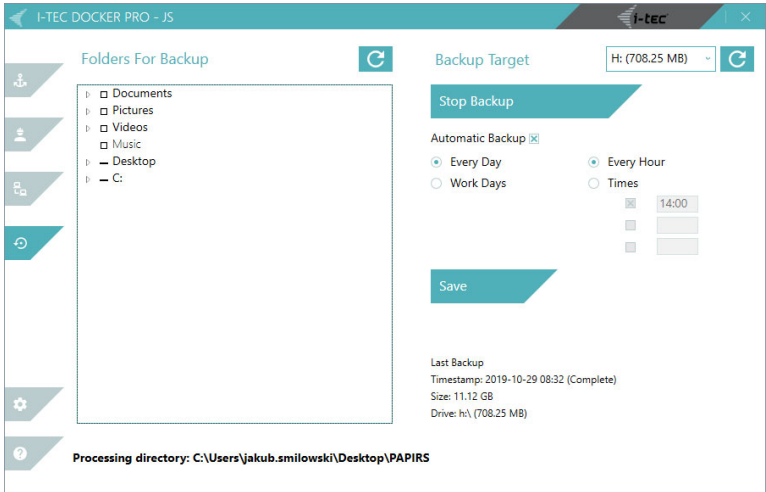 I-TEC DOCKER PRO - JS
i-tec
Folders For Backup
Documents
Pictures
Videos
Music
Desktop
C:
Backup Target
H: (708.25 MB)
Stop Backup
Automatic Backup
Every Day
Every Hour
Work Days
Times
14:00
Save
Last Backup
Timestamp: 2019-10-29 08:32 (Complete)
Size: 11.12 GB
Drive: h:\ (708.25 MB)
Processing directory: C:\Users\jakub.smilowski\Desktop\PAPIRS